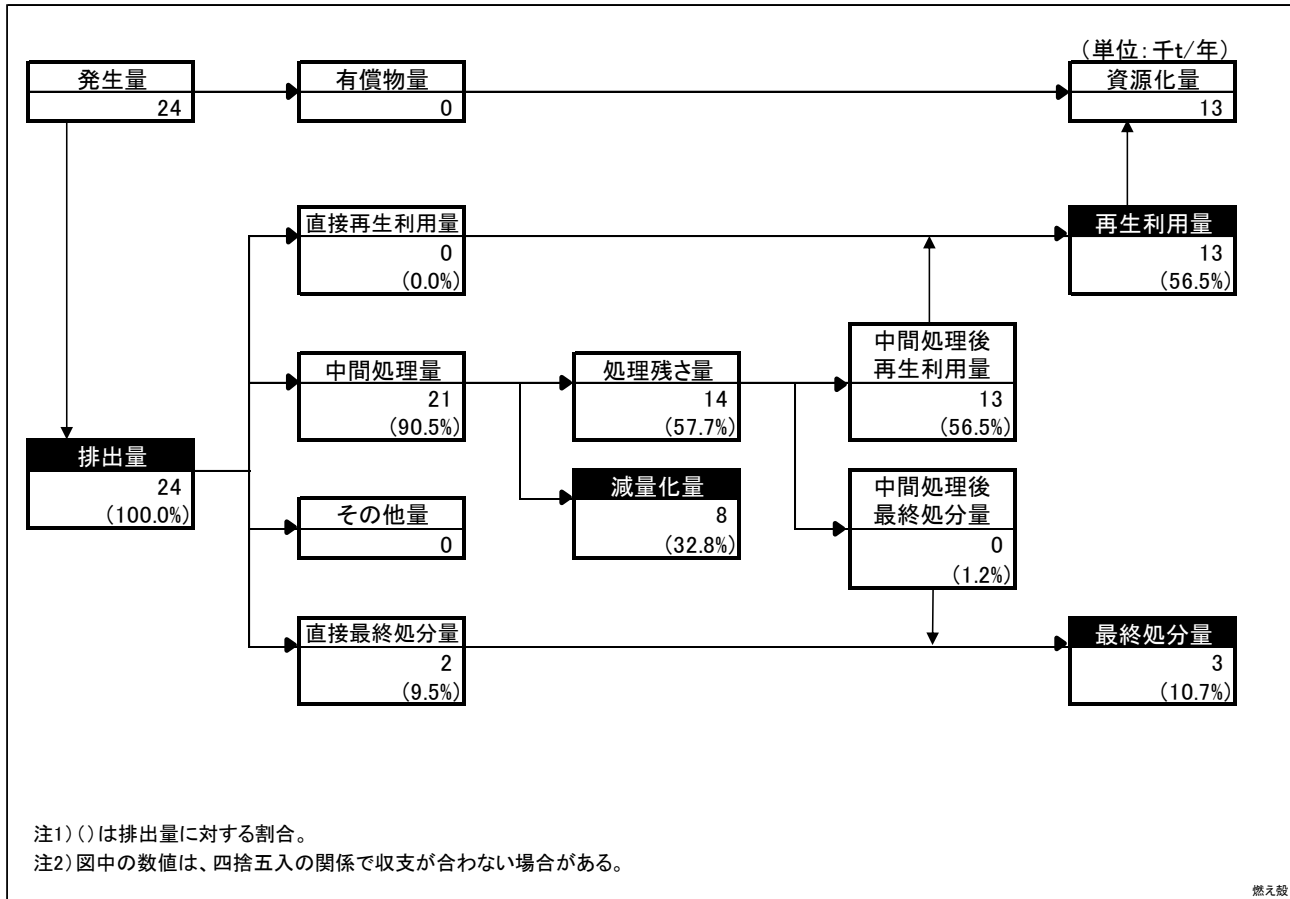 (単位:千t/年)
発生量
24
有償物量
0
資源化量
13
直接再生利用量
0
(0.0%)
再生利用量
13
(56.5%)
中間処理量
21
(90.5%)
処理残さ量
14
(57.7%)
中間処理後
再生利用量
13
(56.5%)
排出量
24
(100.0%)
減量化量
8
(32.8%)
中間処理後
最終処分量
0
(1.2%)
その他量
0
直接最終処分量
2
(9.5%)
最終処分量
3
(10.7%)
注1)()は排出量に対する割合。
注2)図中の数値は、四捨五入の関係で収支が合わない場合がある。
燃え殻